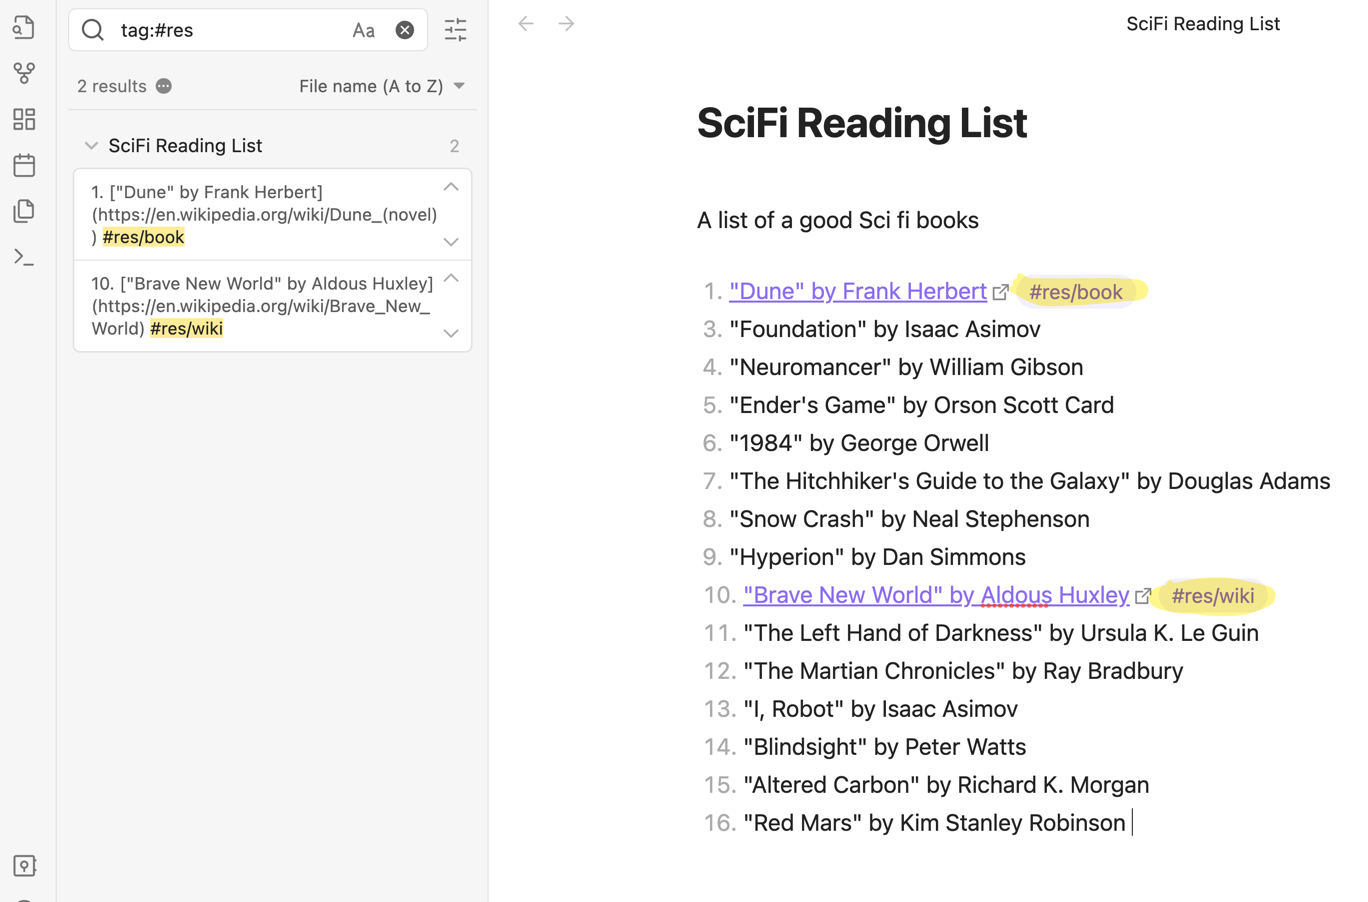 tag:#res
Aa
2 results
File name (A to Z)
SciFi Reading List
2
1. ["Dune" by Frank Herbert]
(https://en.wikipedia.org/wiki/Dune_(novel)
) #res/book
10. ["Brave New World" by Aldous Huxley]
(https://en.wikipedia.org/wiki/Brave_New_
World) #res/wiki
SciFi Reading List
SciFi Reading List
A list of a good Sci fi books
1. "Dune" by Frank Herbert #res/book
3. "Foundation" by Isaac Asimov
4. "Neuromancer" by William Gibson
5. "Ender's Game" by Orson Scott Card
6. "1984" by George Orwell
7. "The Hitchhiker's Guide to the Galaxy" by Douglas Adams
8. "Snow Crash" by Neal Stephenson
9. "Hyperion" by Dan Simmons
10. "Brave New World" by Aldous Huxley #res/wiki
11. "The Left Hand of Darkness" by Ursula K. Le Guin
12. "The Martian Chronicles" by Ray Bradbury
13. "I, Robot" by Isaac Asimov
14. "Blindsight" by Peter Watts
15. "Altered Carbon" by Richard K. Morgan
16. "Red Mars" by Kim Stanley Robinson